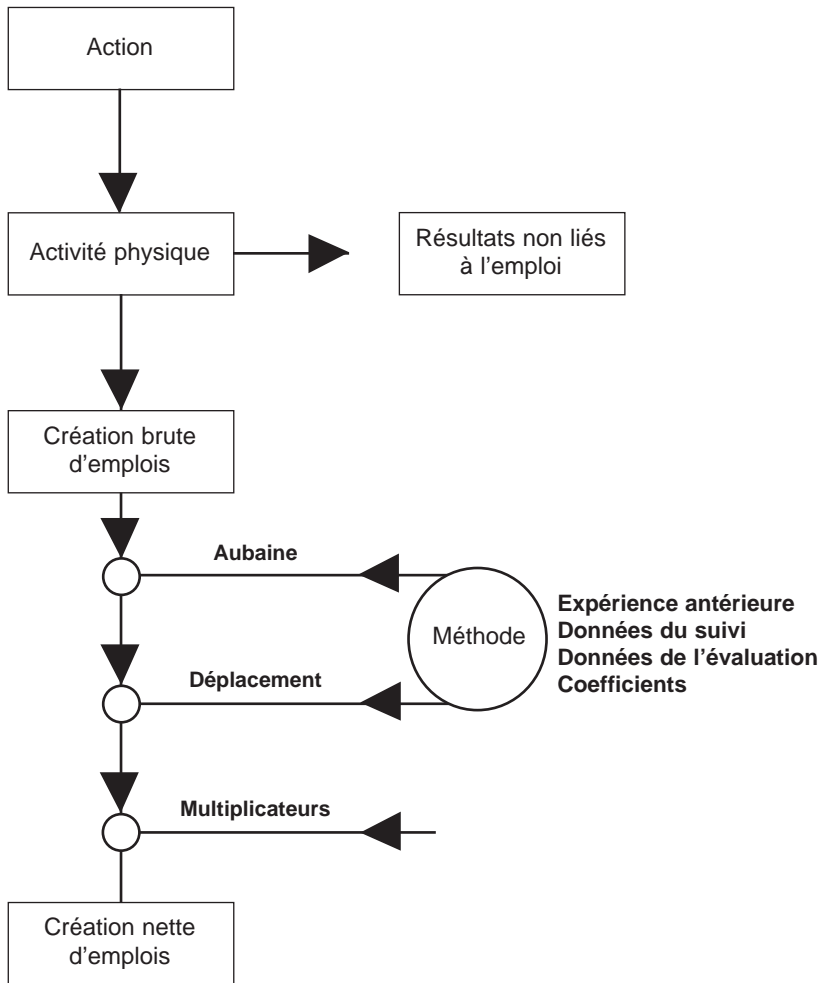 Action
Activité physique
Résultats non liés
à l’emploi
Création brute
d’emplois
Aubaine
Méthode
Expérience antérieure
Données du suivi
Données de l’évaluation
Coefficients
Déplacement
Multiplicateurs
Création nette
d’emplois